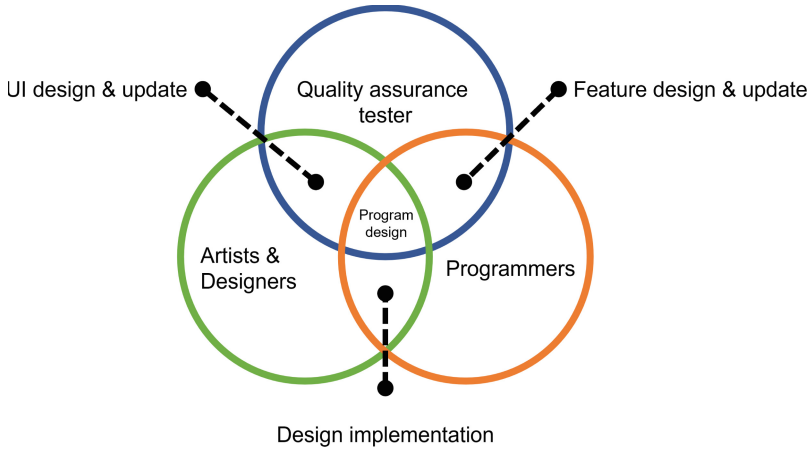 UI design & update
Quality assurance
tester
Feature design & update
Program
design
Artists &
Designers
Programmers
Design implementation